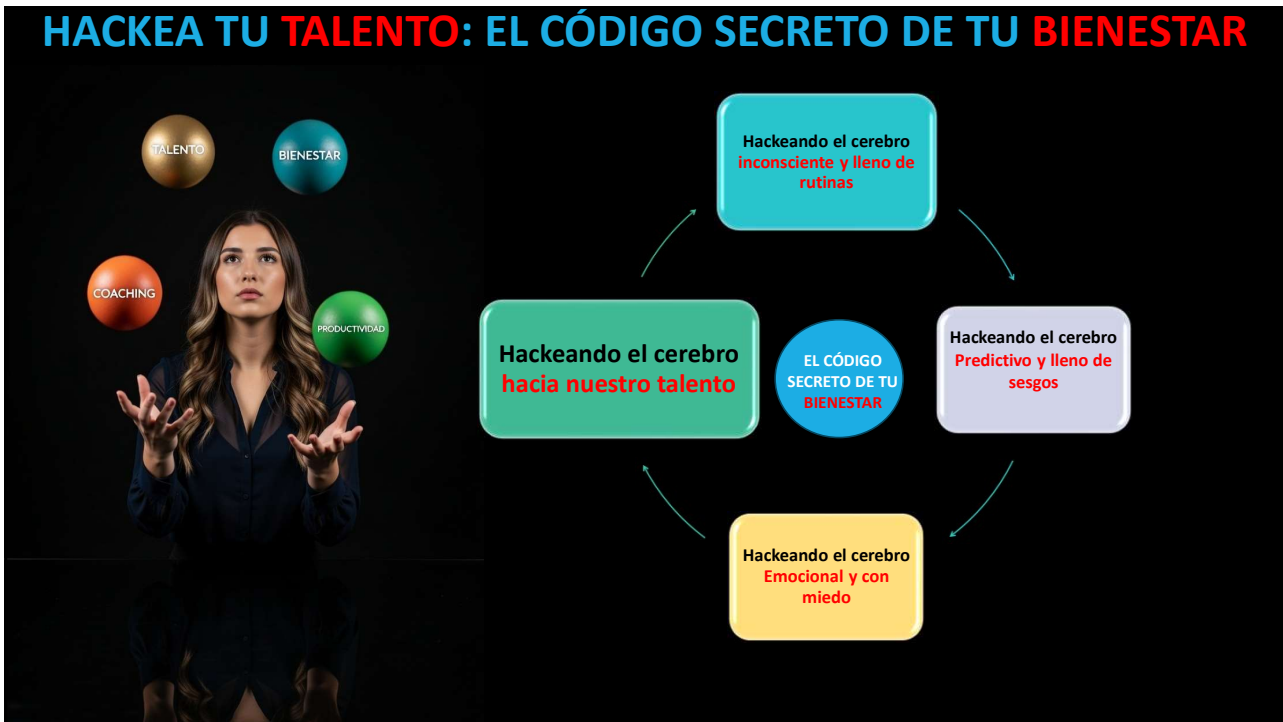 HACKEA TU TALENTO: EL CÓDIGO SECRETO DE TU BIENESTAR
TALENTO
BIENESTAR
COACHING
PRODUCTIVIDAD
Hackeando el cerebro
inconsciente y lleno de
rutinas
Hackeando el cerebro
Predictivo y lleno de
sesgos
Hackeando el cerebro
Emocional y con
miedo
Hackeando el cerebro
hacia nuestro talento
EL CÓDIGO
SECRETO DE TU
BIENESTAR